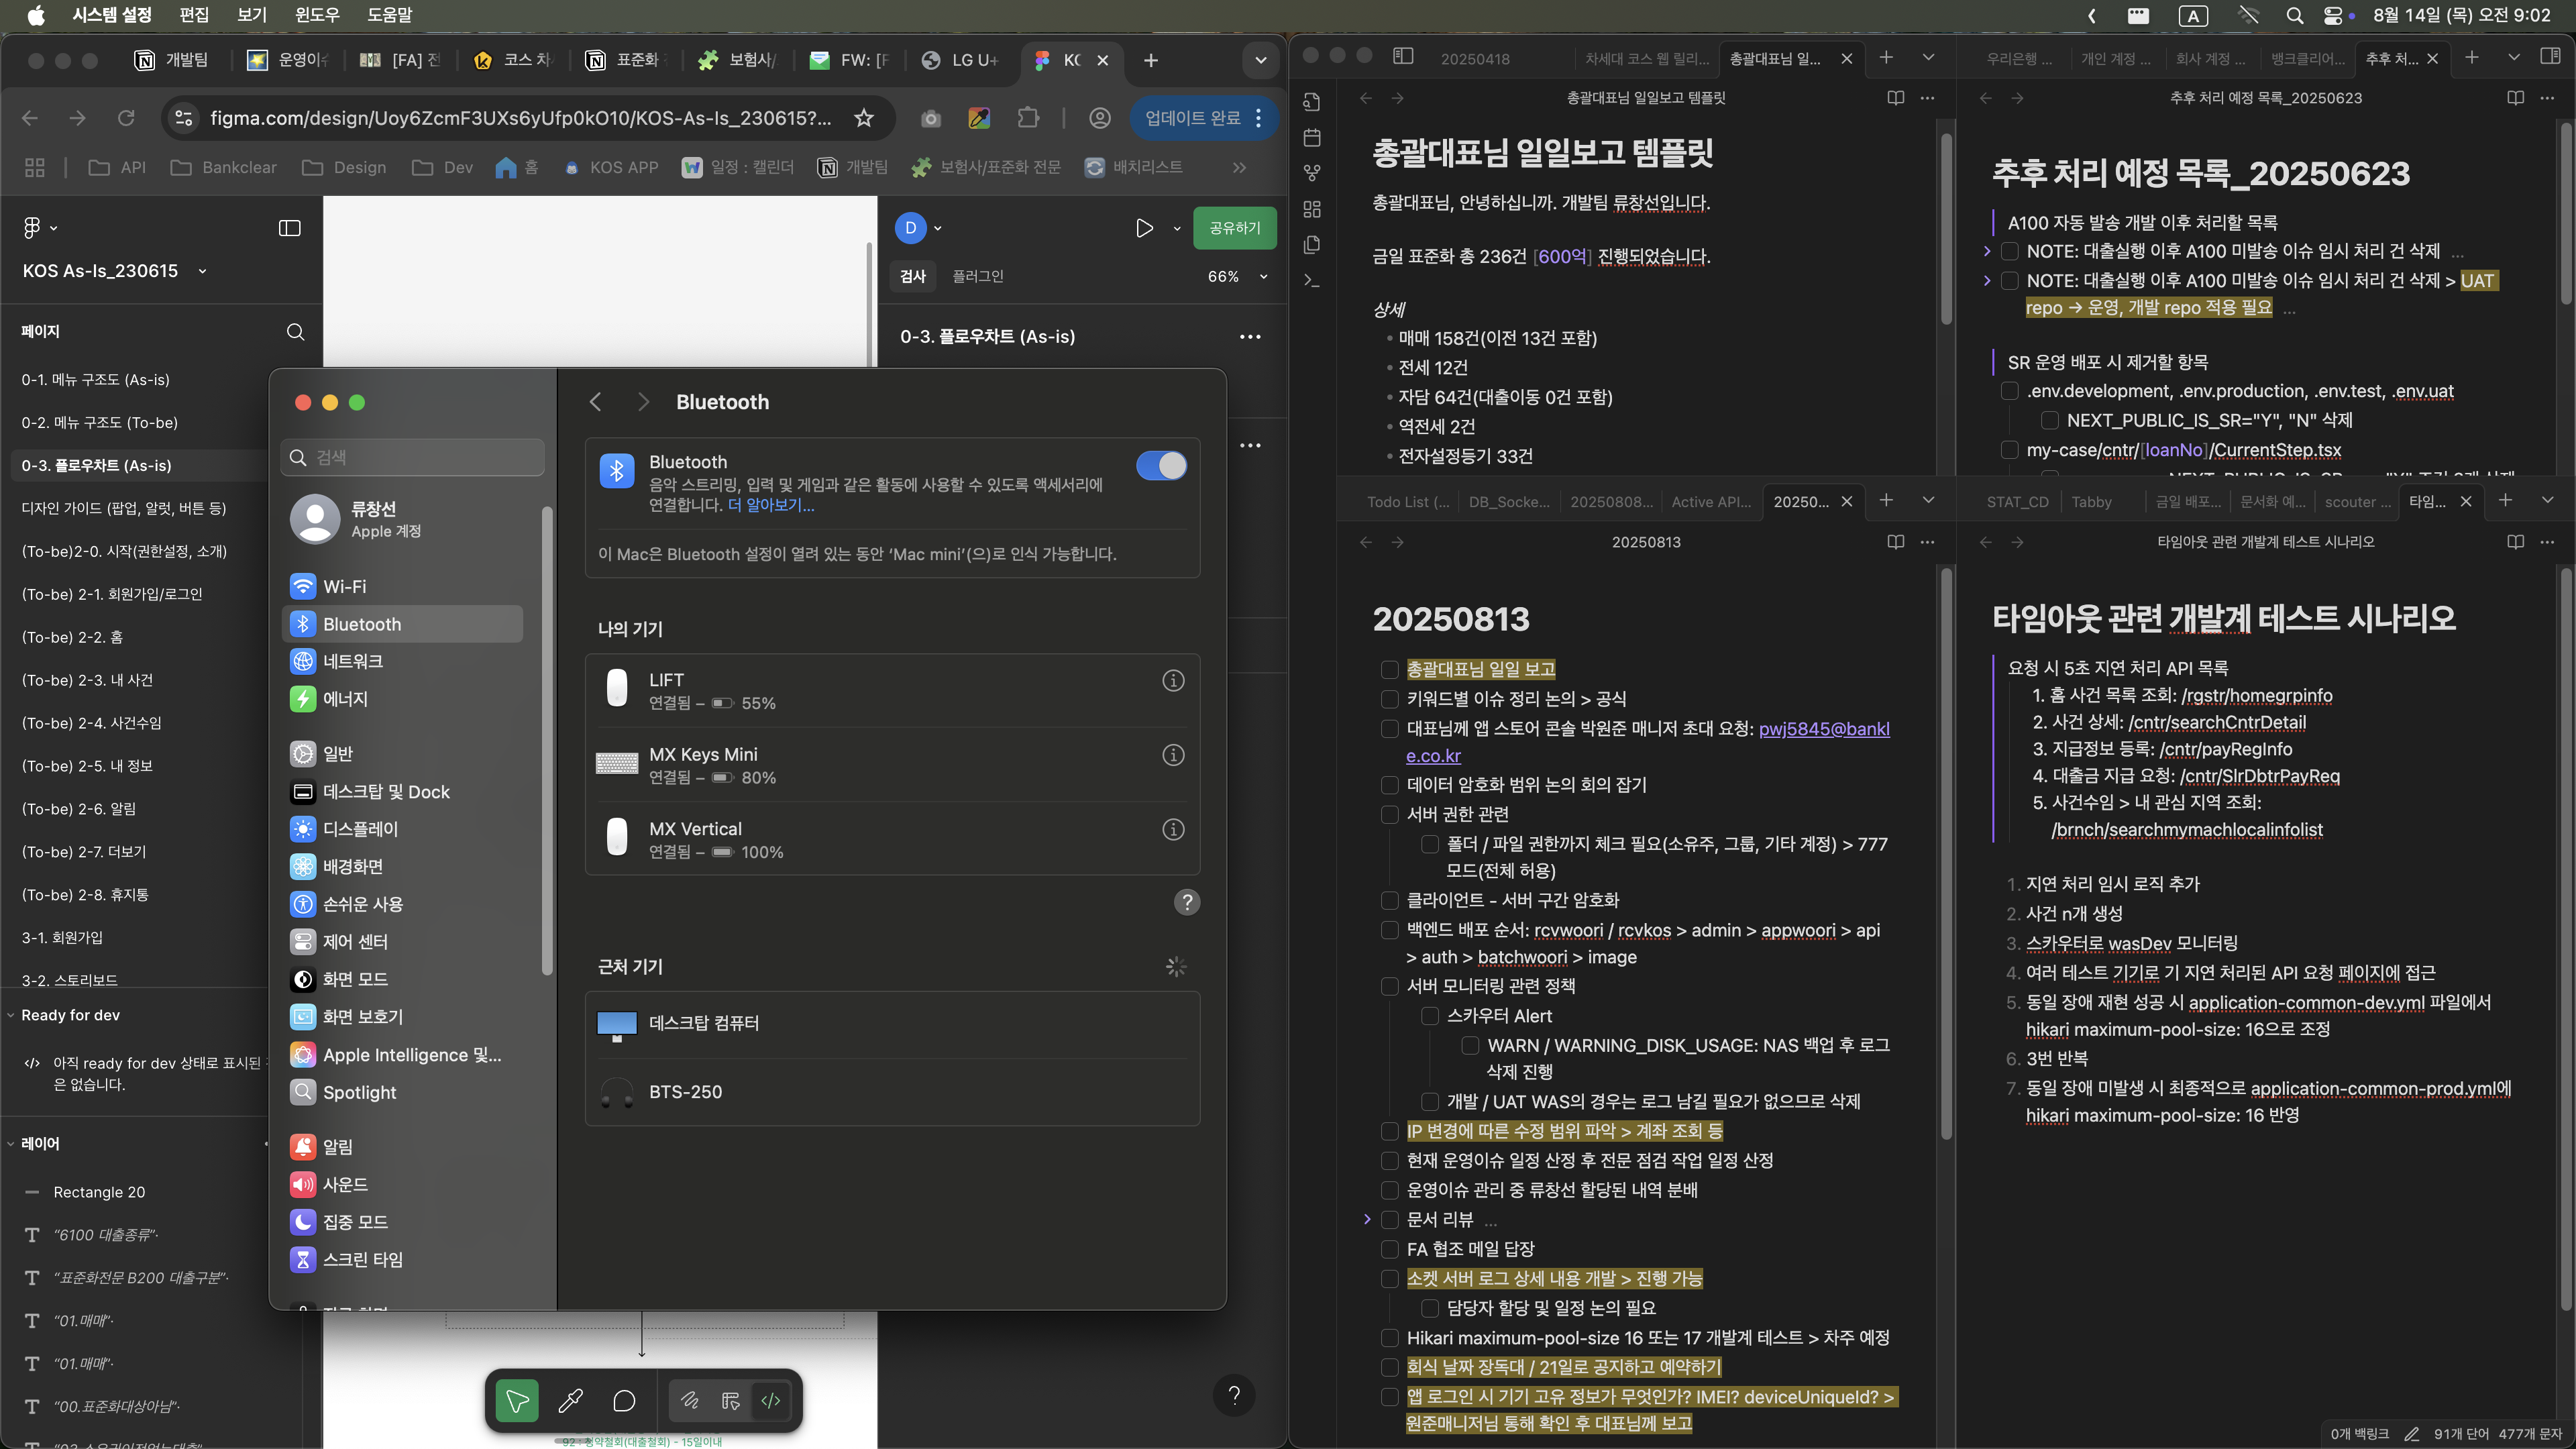 시스템 설정 편집 보기 윈도우 도움말
A 8월 14일 (목) 오전 9:02
개발팀 운영이슈 [FA] 전 코스 차 표준화 보험사/ FW: [F LG U+ KO
figma.com/design/Uoy6ZcmF3UXs6yUfp0kO10/KOS-As-Is_230615?...
업데이트 완료
API Bankclear Design Dev 홈 KOS APP 일정 : 캘린더 개발팀 보험사/표준화 전문 배치리스트
KOS As-Is_230615
페이지
0-1. 메뉴 구조도 (As-is)
0-2. 메뉴 구조도 (To-be)
0-3. 플로우차트 (As-is)
디자인 가이드 (팝업, 알럿, 버튼 등)
(To-be)2-0. 시작(권한설정, 소개)
(To-be) 2-1. 회원가입/로그인
(To-be) 2-2. 홈
(To-be) 2-3. 내 사건
(To-be) 2-4. 사건수임
(To-be) 2-5. 내 정보
(To-be) 2-6. 알림
(To-be) 2-7. 더보기
(To-be) 2-8. 휴지통
3-1. 회원가입
3-2. 스토리보드
Ready for dev
아직 ready for dev 상태로 표시된
은 없습니다.
레이어
Rectangle 20
“6100 대출종류”·
“표준화전문 B200 대출구분”·
“01.매매”·
“01.매매”·
“00.표준화대상아님”·
D
공유하기
검사 플러그인 66%
0-3. 플로우차트 (As-is)
검색
류창선
Apple 계정
Wi-Fi
Bluetooth
네트워크
에너지
일반
데스크탑 및 Dock
디스플레이
배경화면
손쉬운 사용
제어 센터
화면 모드
화면 보호기
Apple Intelligence 및...
Spotlight
알림
사운드
집중 모드
스크린 타임
Bluetooth
Bluetooth
음악 스트리밍, 입력 및 게임과 같은 활동에 사용할 수 있도록 액세서리에
연결합니다. 더 알아보기...
이 Mac은 Bluetooth 설정이 열려 있는 동안 ‘Mac mini’(으)로 인식 가능합니다.
나의 기기
LIFT
연결됨 – 55%
MX Keys Mini
연결됨 – 80%
MX Vertical
연결됨 – 100%
?
근처 기기
데스크탑 컴퓨터
BTS-250
92 : 청약철회(대출철회) - 15일이내
?
20250418 차세대 코스 웹 릴리... 총괄대표님 일...
총괄대표님 일일보고 템플릿
총괄대표님 일일보고 템플릿
총괄대표님, 안녕하십니까. 개발팀 류창선입니다.
금일 표준화 총 236건 [600억] 진행되었습니다.
상세
• 매매 158건(이전 13건 포함)
• 전세 12건
• 자담 64건(대출이동 0건 포함)
• 역전세 2건
• 전자설정등기 33건
우리은행 ... 개인 계정 ... 회사 계정 ... 뱅크클리어... 추후 처...
추후 처리 예정 목록_20250623
추후 처리 예정 목록_20250623
A100 자동 발송 개발 이후 처리할 목록
NOTE: 대출실행 이후 A100 미발송 이슈 임시 처리 건 삭제 ...
NOTE: 대출실행 이후 A100 미발송 이슈 임시 처리 건 삭제 > UAT
repo → 운영, 개발 repo 적용 필요 ...
SR 운영 배포 시 제거할 항목
.env.development, .env.production, .env.test, .env.uat
NEXT_PUBLIC_IS_SR="Y", "N" 삭제
my-case/cntr/[loanNo]/CurrentStep.tsx
Todo List (... DB_Socke... 20250808... Active API... 20250...
20250813
20250813
총괄대표님 일일 보고
키워드별 이슈 정리 논의 > 공식
대표님께 앱 스토어 콘솔 박원준 매니저 초대 요청: pwj5845@bankl
e.co.kr
데이터 암호화 범위 논의 회의 잡기
서버 권한 관련
폴더 / 파일 권한까지 체크 필요(소유주, 그룹, 기타 계정) > 777
모드(전체 허용)
클라이언트 - 서버 구간 암호화
백엔드 배포 순서: rcvwoori / rcvkos > admin > appwoori > api
> auth > batchwoori > image
서버 모니터링 관련 정책
스카우터 Alert
WARN / WARNING_DISK_USAGE: NAS 백업 후 로그
삭제 진행
개발 / UAT WAS의 경우는 로그 남길 필요가 없으므로 삭제
IP 변경에 따른 수정 범위 파악 > 계좌 조회 등
현재 운영이슈 일정 산정 후 전문 점검 작업 일정 산정
운영이슈 관리 중 류창선 할당된 내역 분배
문서 리뷰 ...
FA 협조 메일 답장
소켓 서버 로그 상세 내용 개발 > 진행 가능
담당자 할당 및 일정 논의 필요
Hikari maximum-pool-size 16 또는 17 개발계 테스트 > 차주 예정
회식 날짜 장독대 / 21일로 공지하고 예약하기
앱 로그인 시 기기 고유 정보가 무엇인가? IMEI? deviceUniqueId? >
원준매니저님 통해 확인 후 대표님께 보고
STAT_CD Tabby 금일 배포... 문서화 예... scouter ... 타임...
타임아웃 관련 개발계 테스트 시나리오
타임아웃 관련 개발계 테스트 시나리오
요청 시 5초 지연 처리 API 목록
1. 홈 사건 목록 조회: /rgstr/homegrpinfo
2. 사건 상세: /cntr/searchCntrDetail
3. 지급정보 등록: /cntr/payRegInfo
4. 대출금 지급 요청: /cntr/SlrDbtrPayReq
5. 사건수임 > 내 관심 지역 조회:
/brnch/searchmymachlocalinfolist
1. 지연 처리 임시 로직 추가
2. 사건 n개 생성
3. 스카우터로 wasDev 모니터링
4. 여러 테스트 기기로 기 지연 처리된 API 요청 페이지에 접근
5. 동일 장애 재현 성공 시 application-common-dev.yml 파일에서
hikari maximum-pool-size: 16으로 조정
6. 3번 반복
7. 동일 장애 미발생 시 최종적으로 application-common-prod.yml에
hikari maximum-pool-size: 16 반영
0개 백링크 91개 단어 477개 문자